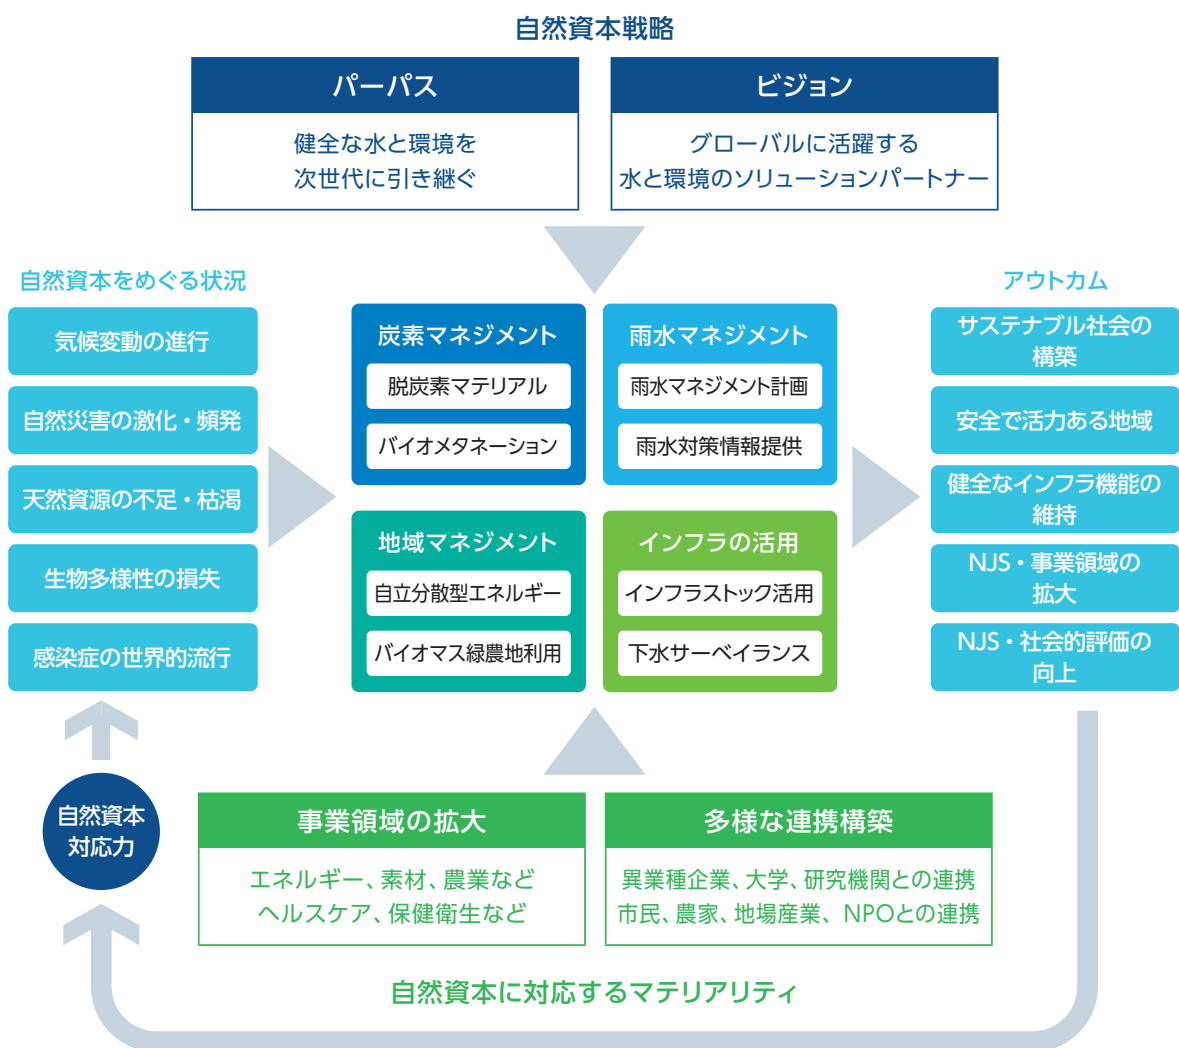 自然資本戦略
パーパス
健全な水と環境を
次世代に引き継ぐ
ビジョン
グローバルに活躍する
水と環境のソリューションパートナー
自然資本をめぐる状況
気候変動の進行
自然災害の激化・頻発
天然資源の不足・枯渇
生物多様性の損失
感染症の世界的流行
炭素マネジメント
脱炭素マテリアル
バイオメタネーション
雨水マネジメント
雨水マネジメント計画
雨水対策情報提供
地域マネジメント
自立分散型エネルギー
バイオマス緑農地利用
インフラの活用
インフラストック活用
下水サーベイランス
アウトカム
サステナブル社会の
構築
安全で活力ある地域
健全なインフラ機能の
維持
NJS・事業領域の
拡大
NJS・社会的評価の
向上
自然資本
対応力
事業領域の拡大
エネルギー、素材、農業など
ヘルスケア、保健衛生など
多様な連携構築
異業種企業、大学、研究機関との連携
市民、農家、地場産業、NPOとの連携
自然資本に対応するマテリアリティ